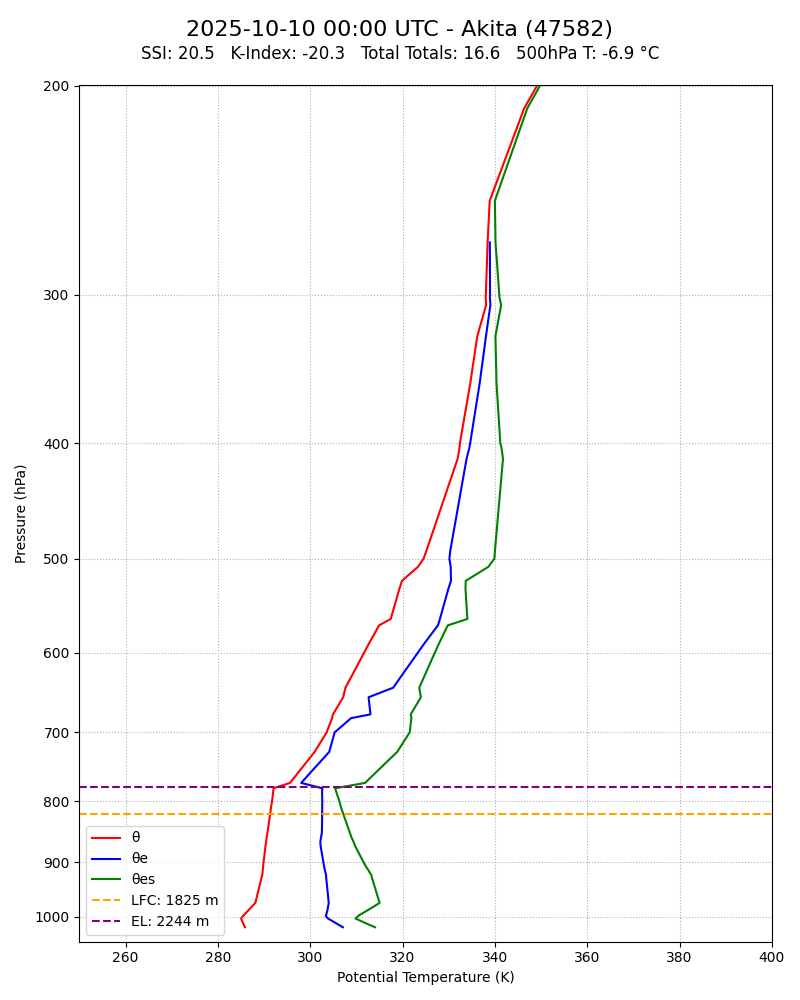 2025-10-10 00:00 UTC - Akita (47582)
SSI: 20.5   K-Index: -20.3   Total Totals: 16.6   500hPa T: -6.9 °C
200
300
400
500
600
700
800
900
1000
Pressure (hPa)
θ
θe
θes
LFC: 1825 m
EL: 2244 m
260
280
300
320
340
360
380
400
Potential Temperature (K)